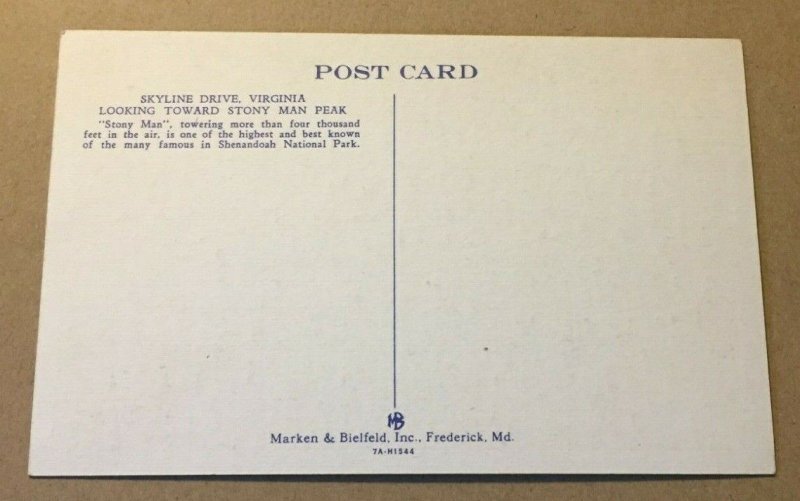 POST CARD
SKYLINE DRIVE, VIRGINIA
LOOKING TOWARD STONY MAN PEAK
"Stony Man", towering more than four thousand
feet in the air, is one of the highest and best known
of the many famous in Shenandoah National Park.
MB
Marken & Bielfeld, Inc., Frederick, Md.
7A-H1544